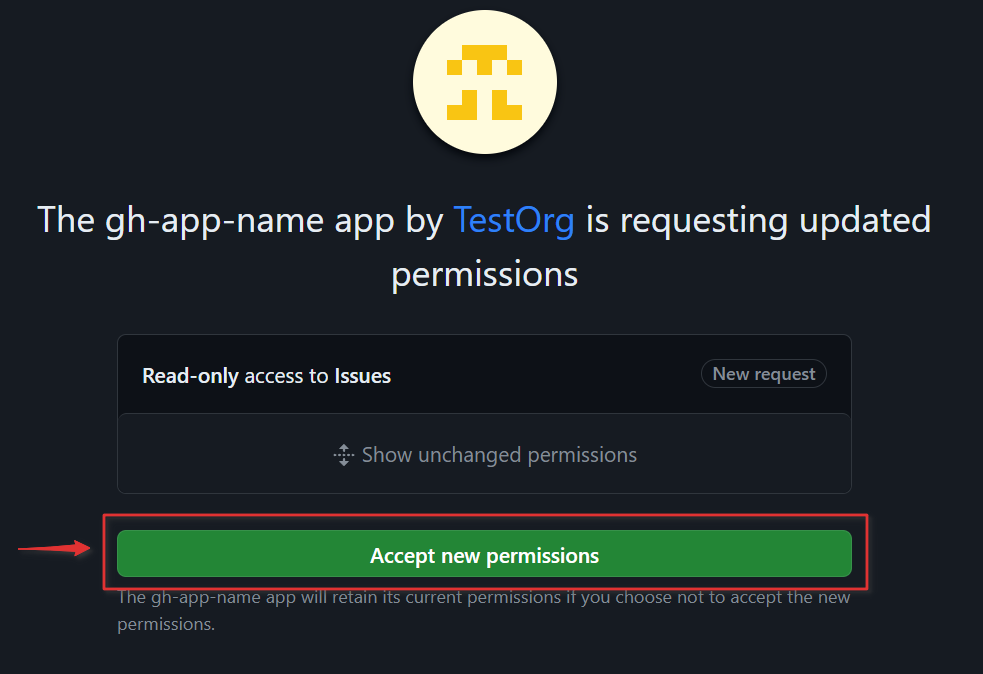 The gh-app-name app by TestOrg is requesting updated
permissions
Read-only access to Issues
New request
Show unchanged permissions
Accept new permissions
The gh-app-name app will retain its current permissions if you choose not to accept the new
permissions.